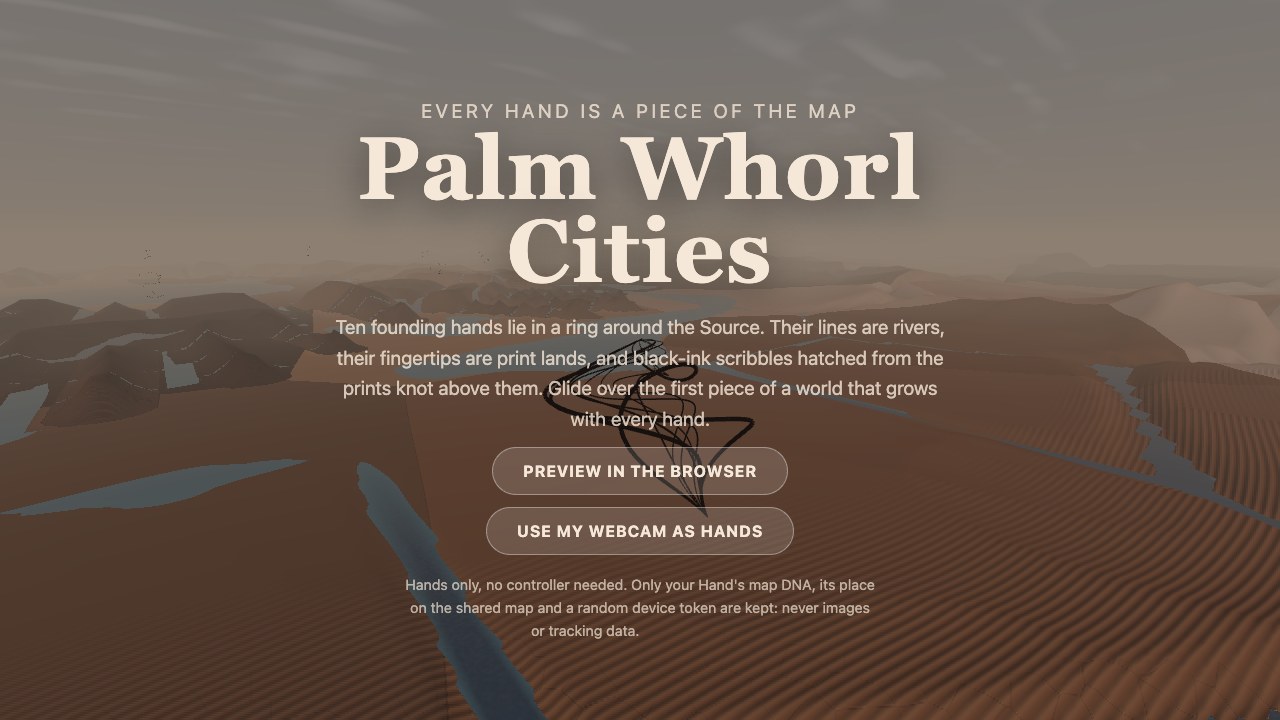 EVERY HAND IS A PIECE OF THE MAP
Palm Whorl
Cities
Ten founding hands lie in a ring around the Source. Their lines are rivers,
their fingertips are print lands, and black-ink scribbles hatched from the
prints knot above them. Glide over the first piece of a world that grows
with every hand.
PREVIEW IN THE BROWSER
USE MY WEBCAM AS HANDS
Hands only, no controller needed. Only your Hand's map DNA, its place
on the shared map and a random device token are kept: never images
or tracking data.